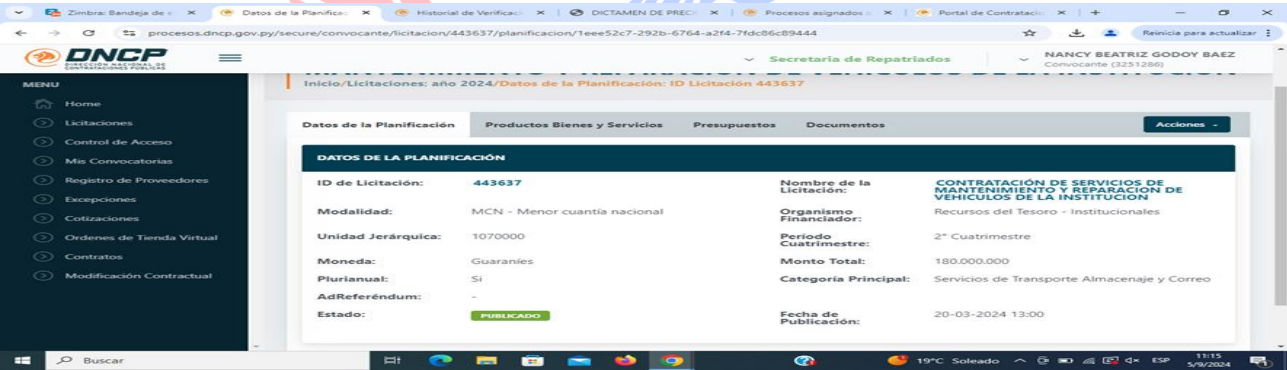 Zimbra: Bandeja de e
Datos de la Planificac
Historial de Verificaci
DICTAMEN DE PREC
Procesos asignados a
Portal de Contratacio
procesos.dncp.gov.py/secure/convocante/licitacion/443637/planificacion/1eee52c7-292b-6764-a2f4-7fdc86c89444
Reinicia para actualizar
DNCP
DIRECCIÓN NACIONAL DE
CONTRATACIONES PÚBLICAS
Secretaria de Repatriados
NANCY BEATRIZ GODOY BAEZ
Convocante (3251286)
MENU
Home
Licitaciones
Control de Acceso
Mis Convocatorias
Registro de Proveedores
Excepciones
Cotizaciones
Ordenes de Tienda Virtual
Contratos
Modificación Contractual
Inicio/Licitaciones: año 2024/Datos de la Planificación: ID Licitación 443637
Datos de la Planificación
Productos Bienes y Servicios
Presupuestos
Documentos
Acciones
DATOS DE LA PLANIFICACIÓN
ID de Licitación: 443637
Nombre de la Licitación: CONTRATACIÓN DE SERVICIOS DE
MANTENIMIENTO Y REPARACION DE
VEHICULOS DE LA INSTITUCION
Modalidad: MCN - Menor cuantía nacional
Organismo Financiador: Recursos del Tesoro - Institucionales
Unidad Jerárquica: 1070000
Período Cuatrimestre: 2° Cuatrimestre
Moneda: Guaraníes
Monto Total: 180.000.000
Plurianual: Si
Categoría Principal: Servicios de Transporte Almacenaje y Correo
AdReferéndum: -
Estado: PUBLICADO
Fecha de Publicación: 20-03-2024 13:00
Buscar
19°C Soleado
ESP
11:15
5/9/2024